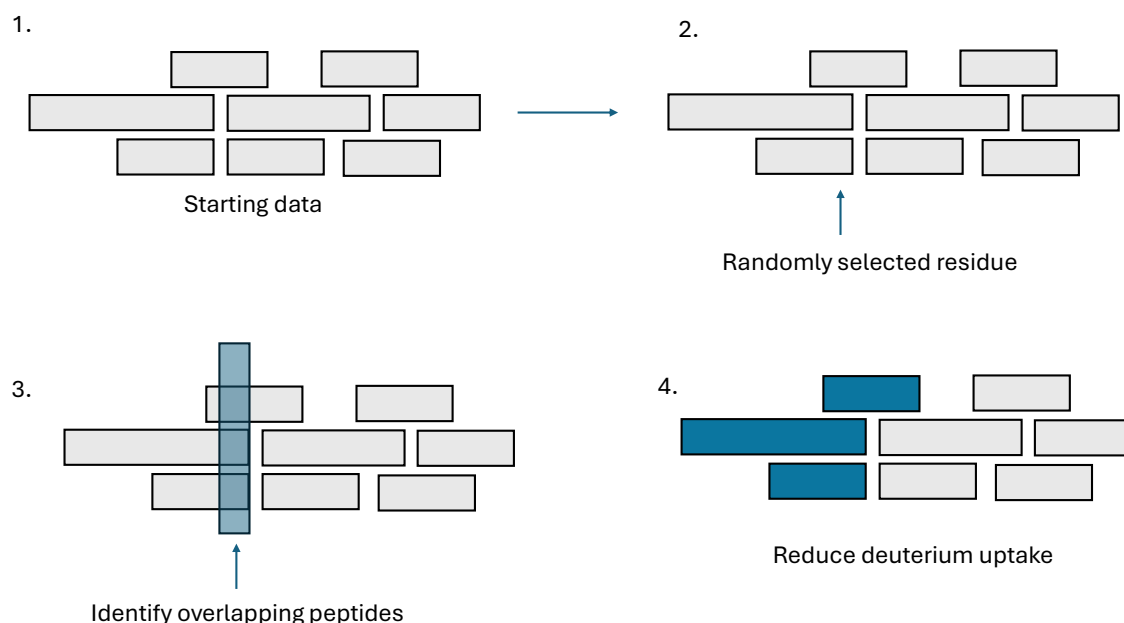 1.
Starting data
2.
Randomly selected residue
3.
Identify overlapping peptides
4.
Reduce deuterium uptake